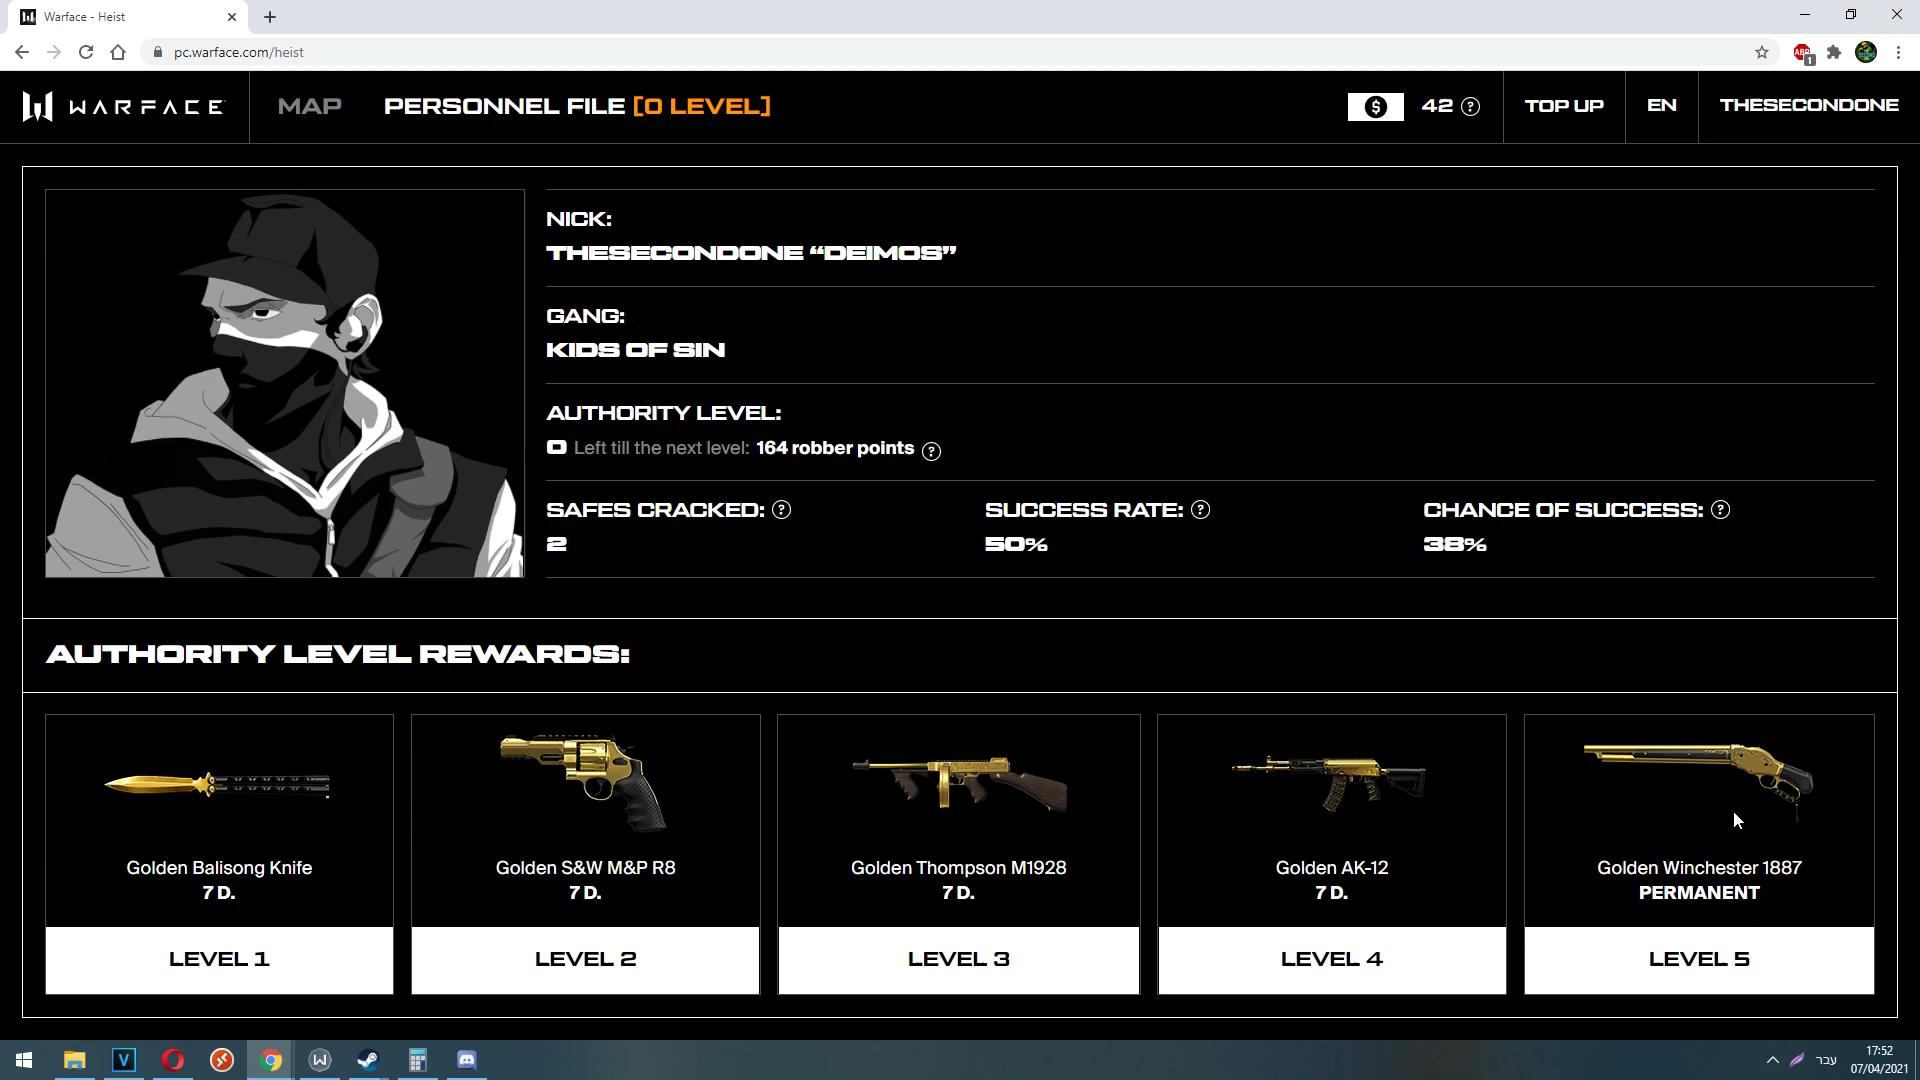 Warface - Heist
pc.warface.com/heist
ABP
1
WARFACE
MAP
PERSONNEL FILE [0 LEVEL]
$
42 ?
TOP UP
EN
THESECONDONE
NICK:
THESECONDONE “DEIMOS”
GANG:
KIDS OF SIN
AUTHORITY LEVEL:
0 Left till the next level: 164 robber points ?
SAFES CRACKED: ?
2
SUCCESS RATE: ?
50%
CHANCE OF SUCCESS: ?
38%
AUTHORITY LEVEL REWARDS:
Golden Balisong Knife
7 D.
LEVEL 1
Golden S&W M&P R8
7 D.
LEVEL 2
Golden Thompson M1928
7 D.
LEVEL 3
Golden AK-12
7 D.
LEVEL 4
Golden Winchester 1887
PERMANENT
LEVEL 5
V
עבר
17:52
07/04/2021